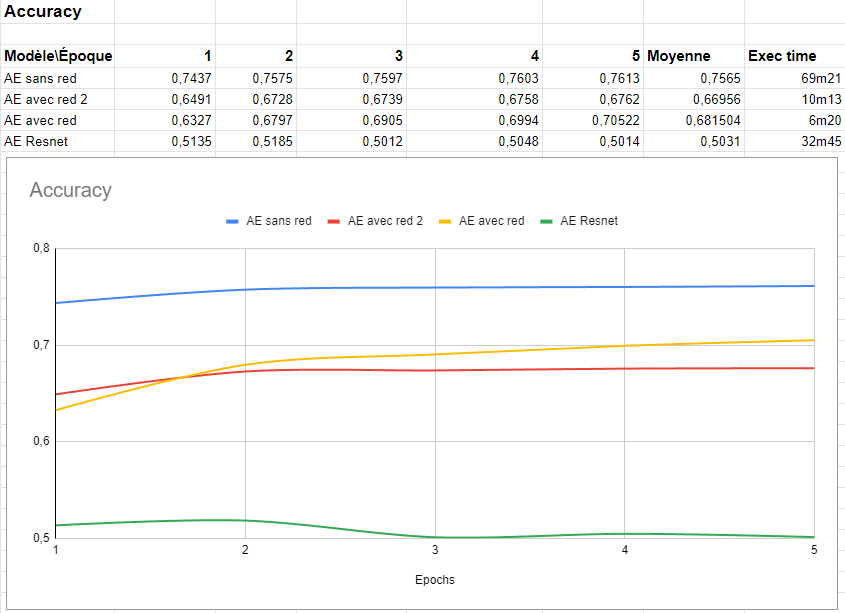 Accuracy
Modèle\Époque 1 2 3 4 5 Moyenne Exec time
AE sans red 0,7437 0,7575 0,7597 0,7603 0,7613 0,7565 69m21
AE avec red 2 0,6491 0,6728 0,6739 0,6758 0,6762 0,66956 10m13
AE avec red 0,6327 0,6797 0,6905 0,6994 0,70522 0,681504 6m20
AE Resnet 0,5135 0,5185 0,5012 0,5048 0,5014 0,5031 32m45
Accuracy
AE sans red AE avec red 2 AE avec red AE Resnet
0,8
0,7
0,6
0,5
1 2 3 4 5
Epochs